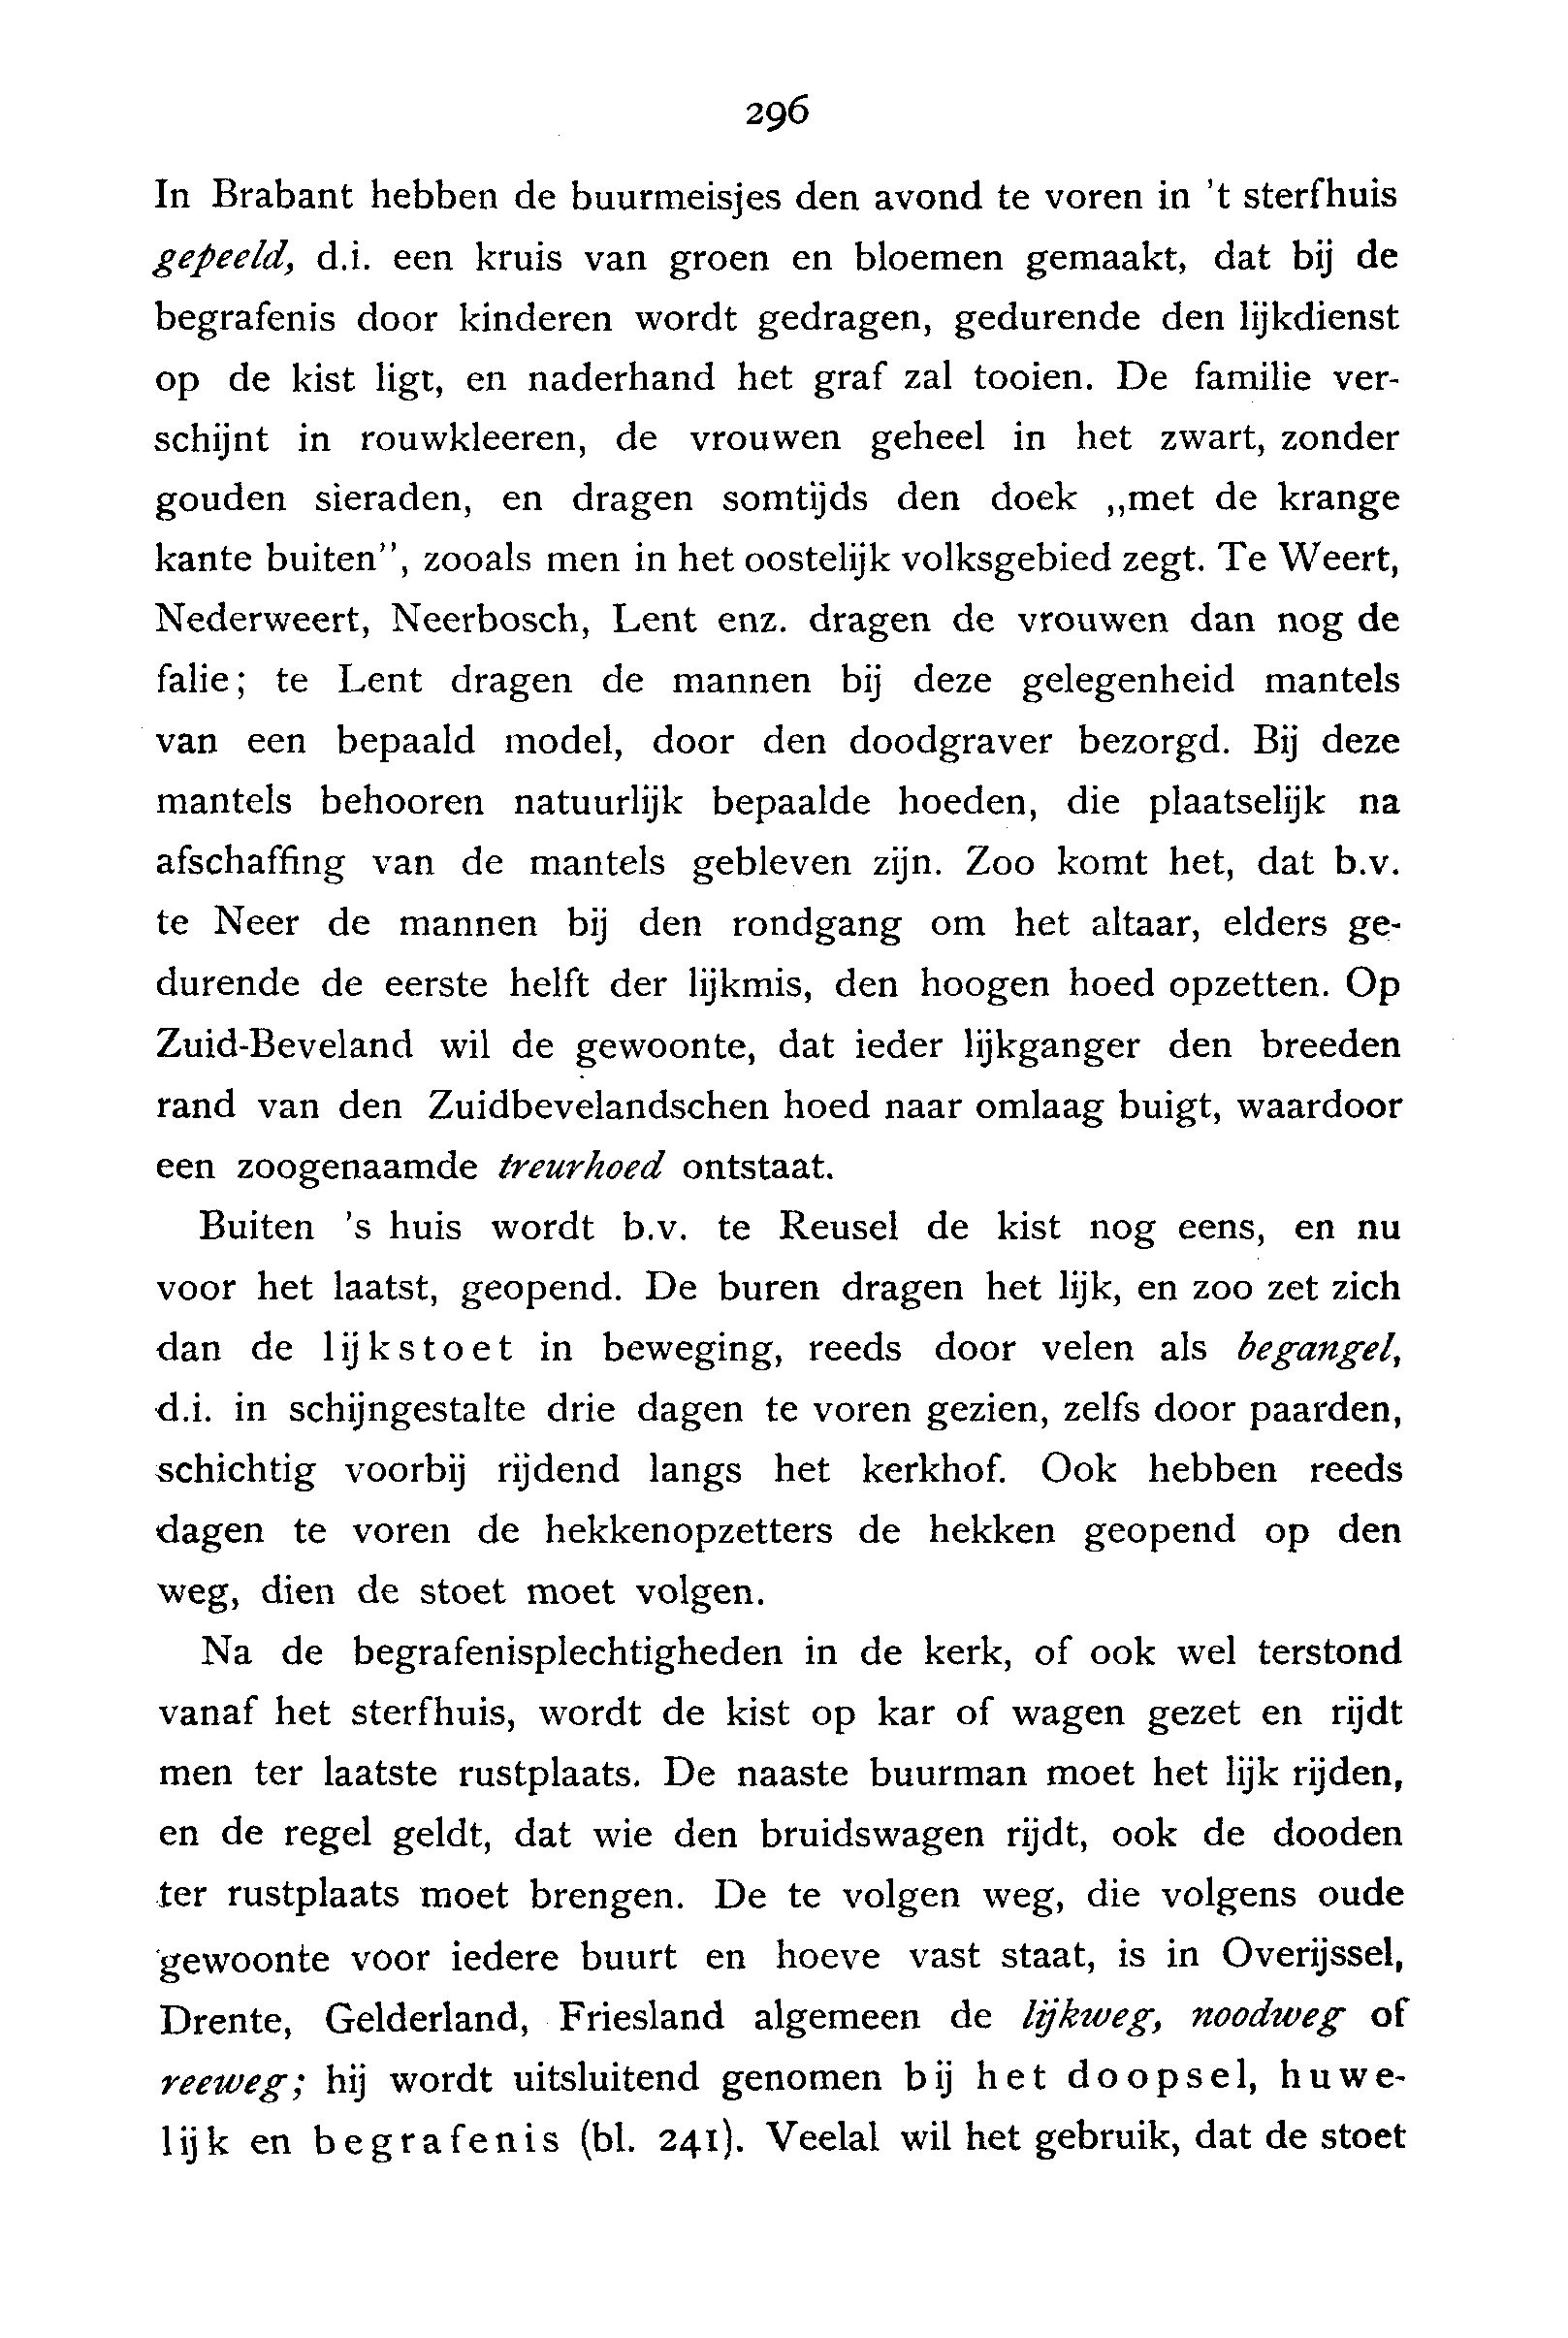 296
In Brabant hebben de buurmeisjes den avond te voren in 't sterfhuis
gepeeld, d.i. een kruis van groen en bloemen gemaakt, dat bij de
begrafenis door kinderen wordt gedragen, gedurende den lijkdienst
op de kist ligt, en naderhand het graf zal tooien. De familie ver-
schijnt in rouwkleeren, de vrouwen geheel in het zwart, zonder
gouden sieraden, en dragen somtijds den doek „met de krange
kante buiten”, zooals men in het oostelijk volksgebied zegt. Te Weert,
Nederweert, Neerbosch, Lent enz. dragen de vrouwen dan nog de
falie; te Lent dragen de mannen bij deze gelegenheid mantels
van een bepaald model, door den doodgraver bezorgd. Bij deze
mantels behooren natuurlijk bepaalde hoeden, die plaatselijk na
afschaffing van de mantels gebleven zijn. Zoo komt het, dat b.v.
te Neer de mannen bij den rondgang om het altaar, elders ge-
durende de eerste helft der lijkmis, den hoogen hoed opzetten. Op
Zuid-Beveland wil de gewoonte, dat ieder lijkganger den breeden
rand van den Zuidbevelandschen hoed naar omlaag buigt, waardoor
een zoogenaamde treurhoed ontstaat.
Buiten 's huis wordt b.v. te Reusel de kist nog eens, en nu
voor het laatst, geopend. De buren dragen het lijk, en zoo zet zich
dan de lijkstoet in beweging, reeds door velen als begangel,
d.i. in schijngestalte drie dagen te voren gezien, zelfs door paarden,
schichtig voorbij rijdend langs het kerkhof. Ook hebben reeds
dagen te voren de hekkenopzetters de hekken geopend op den
weg, dien de stoet moet volgen.
Na de begrafenisplechtigheden in de kerk, of ook wel terstond
vanaf het sterfhuis, wordt de kist op kar of wagen gezet en rijdt
men ter laatste rustplaats. De naaste buurman moet het lijk rijden,
en de regel geldt, dat wie den bruidswagen rijdt, ook de dooden
ter rustplaats moet brengen. De te volgen weg, die volgens oude
gewoonte voor iedere buurt en hoeve vast staat, is in Overijssel,
Drente, Gelderland, Friesland algemeen de lijkweg, noodweg of
reeweg; hij wordt uitsluitend genomen bij het doopsel, huwe-
lijk en begrafenis (bl. 241). Veelal wil het gebruik, dat de stoet